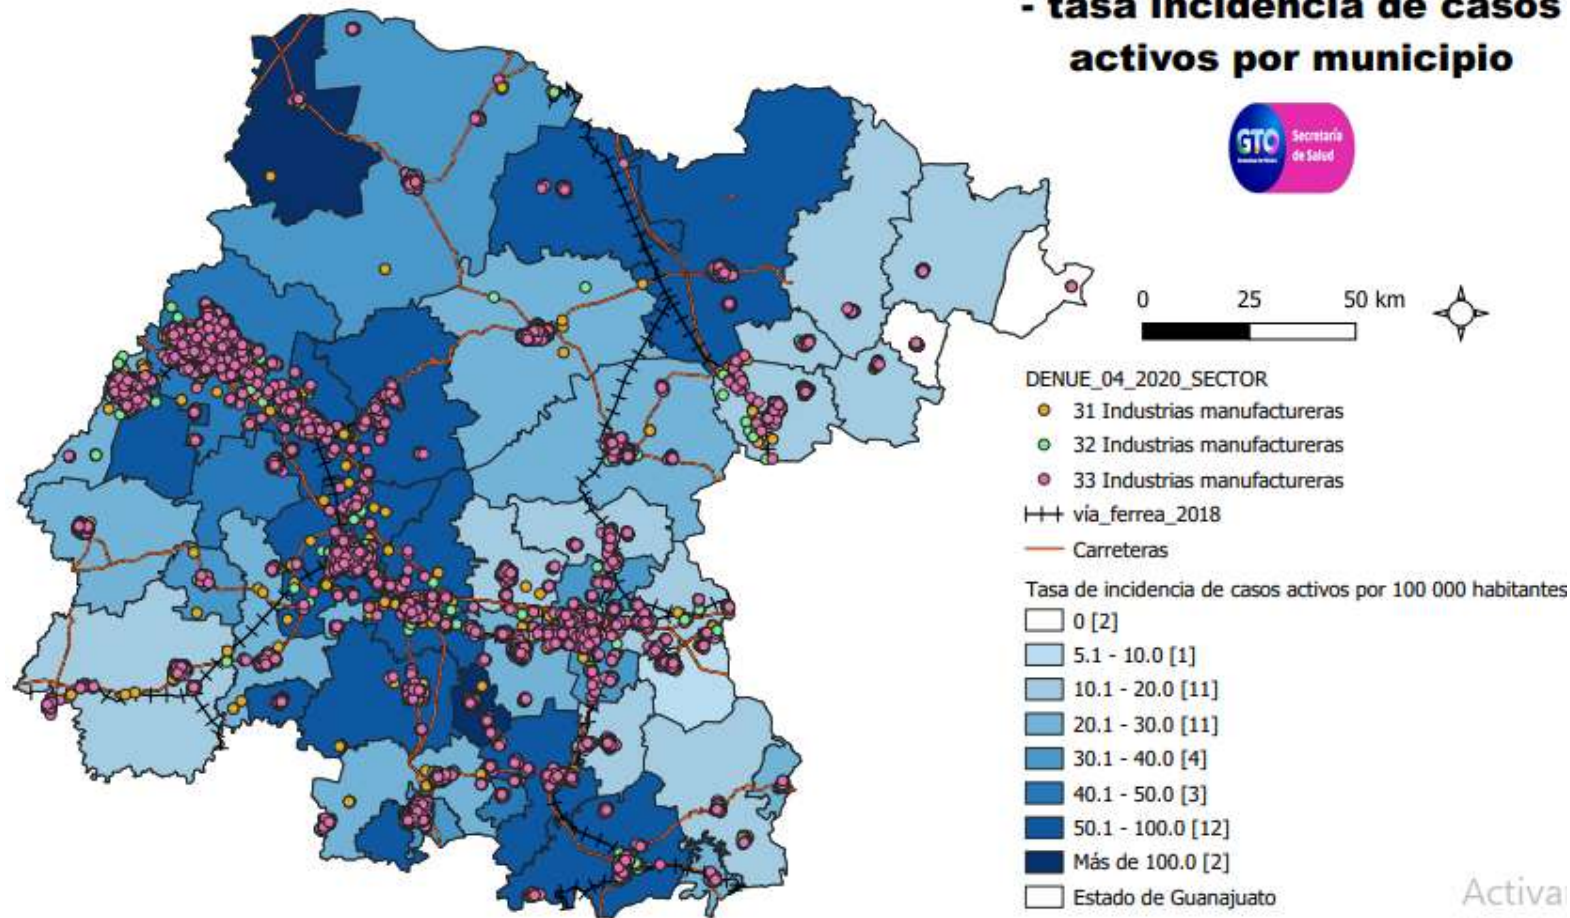 - tasa incidencia de casos
activos por municipio
GTO
Secretaría
de Salud
0 25 50 km
DENUE_04_2020_SECTOR
31 Industrias manufactureras
32 Industrias manufactureras
33 Industrias manufactureras
vía_ferrea_2018
Carreteras
Tasa de incidencia de casos activos por 100 000 habitantes
0 [2]
5.1 - 10.0 [1]
10.1 - 20.0 [11]
20.1 - 30.0 [11]
30.1 - 40.0 [4]
40.1 - 50.0 [3]
50.1 - 100.0 [12]
Más de 100.0 [2]
Estado de Guanajuato
Activa